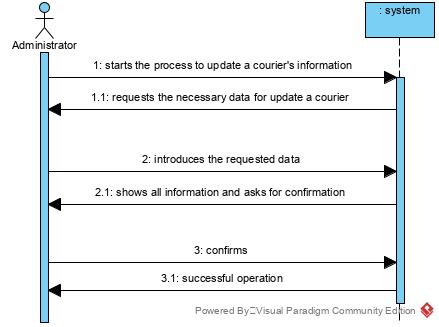 : system
Administrator
1: starts the process to update a courier's information
1.1: requests the necessary data for update a courier
2: introduces the requested data
2.1: shows all information and asks for confirmation
3: confirms
3.1: successful operation
Powered By Visual Paradigm Community Edition